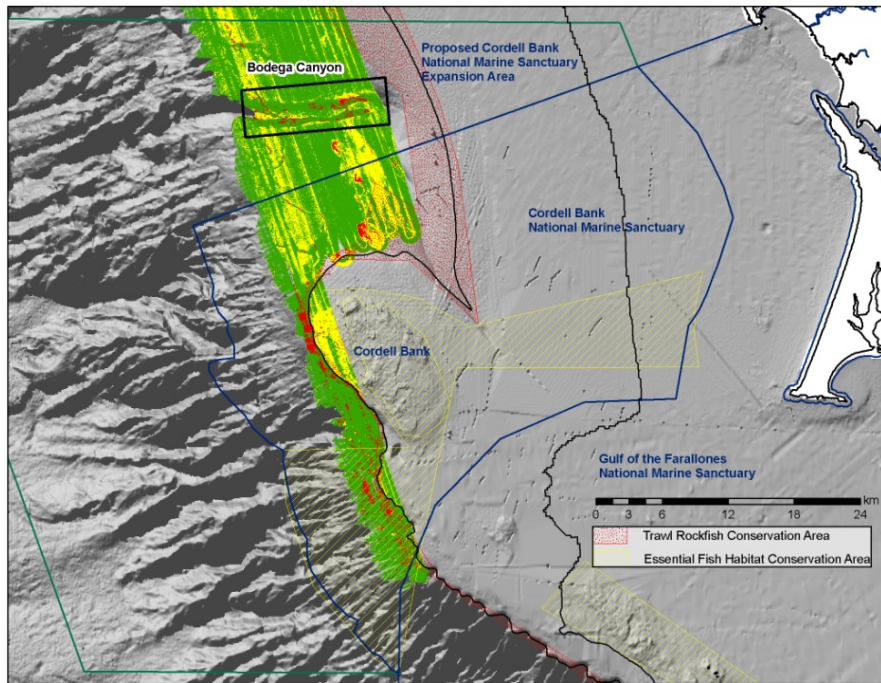 Proposed Cordell Bank
National Marine Sanctuary
Expansion Area
Bodega Canyon
Cordell Bank
National Marine Sanctuary
Cordell Bank
Gulf of the Farallones
National Marine Sanctuary
km
0 3 6 12 18 24
Trawl Rockfish Conservation Area
Essential Fish Habitat Conservation Area